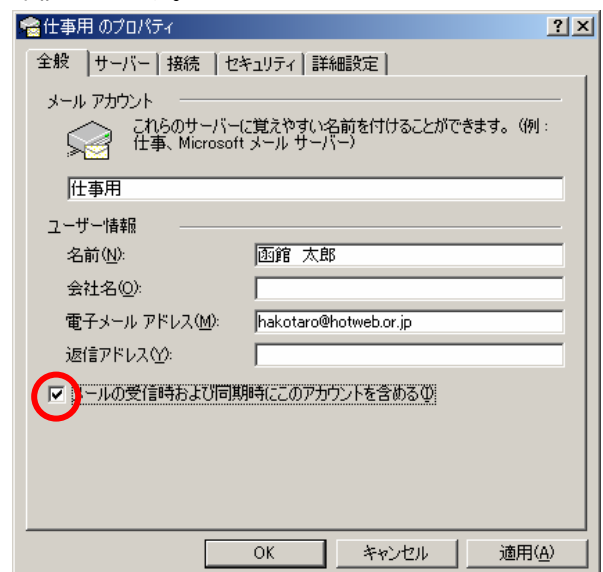 仕事用 のプロパティ
? ×
全般 サーバー 接続 セキュリティ 詳細設定
メール アカウント
これらのサーバーに覚えやすい名前を付けることができます。 (例 :
仕事、Microsoft メール サーバー)
仕事用
ユーザー情報
名前(N): 函館 太郎
会社名(O):
電子メール アドレス(M): hakotaro@hotweb.or.jp
返信アドレス(Y):
ールの受信時および同期時にこのアカウントを含める(I)
OK キャンセル 適用(A)